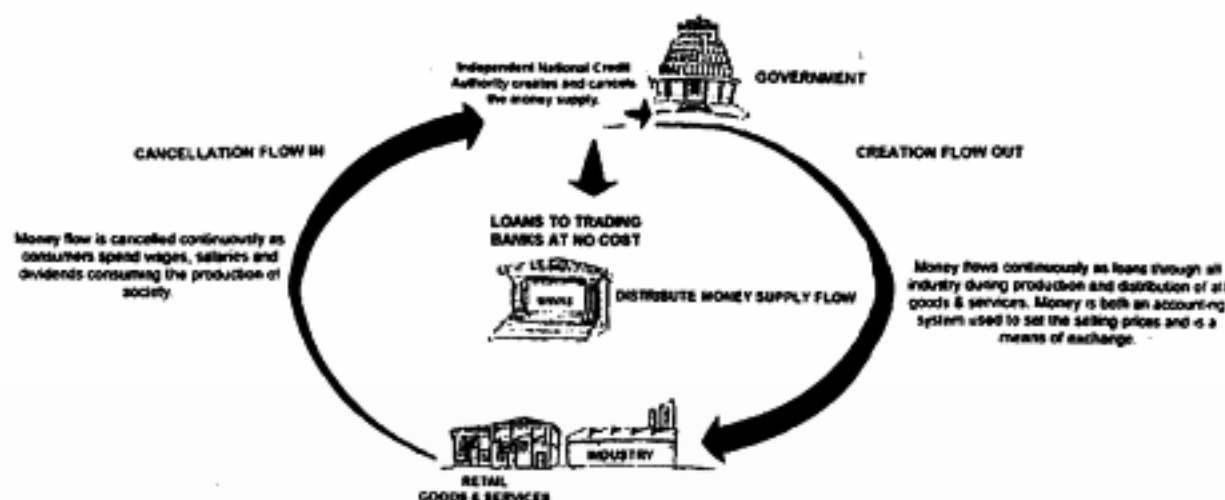 Independent National Credit
Authority creates and cancels
the money supply.
GOVERNMENT
CANCELLATION FLOW IN
CREATION FLOW OUT
LOANS TO TRADING
BANKS AT NO COST
Money flow is cancelled continuously as
consumers spend wages, salaries and
dividends consuming the production of
society.
BANKS
DISTRIBUTE MONEY SUPPLY FLOW
Money flows continuously as loans through all
industry during production and distribution of all
goods & services. Money is both an accounting
system used to set the selling prices and is a
means of exchange.
INDUSTRY
RETAIL
GOODS & SERVICES